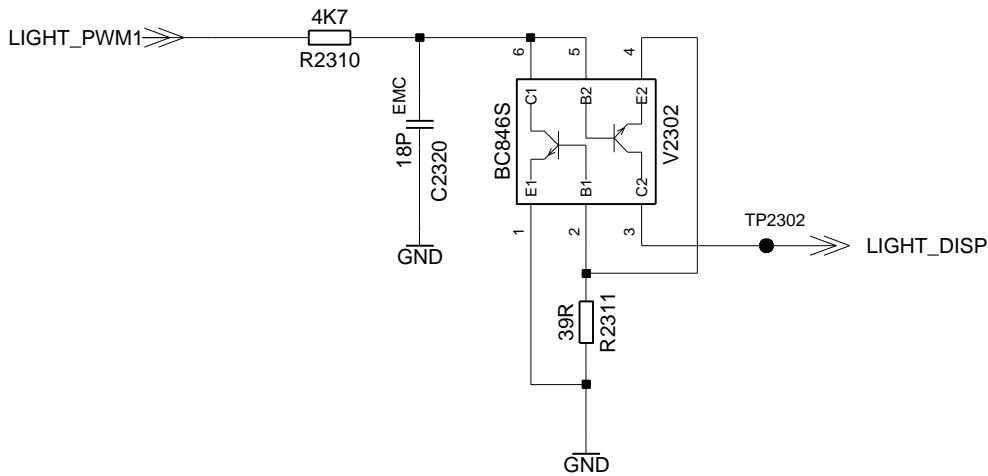 4K7
LIGHT_PWM1
R2310
6
5
4
EMC
18P
C2320
BC846S
C1
B2
E2
E1
B1
C2
V2302
1
2
3
TP2302
LIGHT_DISP
GND
39R
R2311
GND